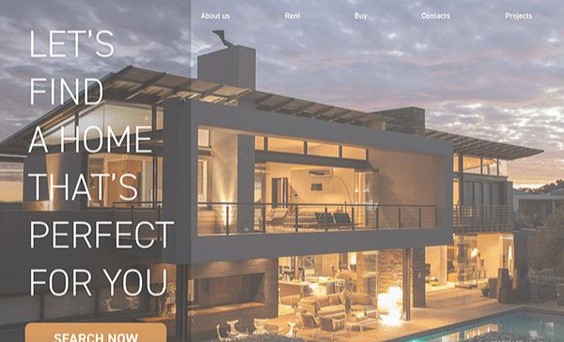 About us
Rent
Buy
Contacts
Projects
LET'S
FIND
A HOME
THAT'S
PERFECT
FOR YOU
SEARCH NOW